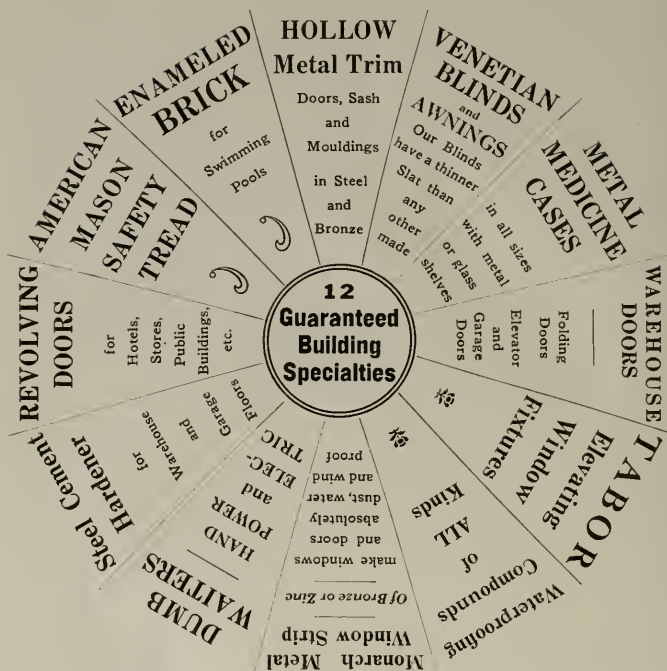 HOLLOW
Metal Trim
Doors, Sash
and
Mouldings
in Steel
and
Bronze
VENETIAN
BLINDS
and
AWNINGS
Our Blinds
have a thinner
Slat than
any
other
made
METAL
MEDICINE
CASES
in all sizes
with metal
or glass
shelves
WAREHOUSE
DOORS
Folding
Doors
Elevator
and
Garage
Doors
TABOR
Elevating
Window
Fixtures
Waterproofing
Compounds
of
ALL
Kinds
Monarch Metal
Window Strip
Of Bronze or Zinc
make windows
and doors
absolutely
dust, water
and wind
proof
DUMB
WAITERS
HAND
POWER
and
ELEC-
TRIC
Steel Cement
Hardener
for
Warehouse
and
Garage
Floors
REVOLVING
DOORS
for
Hotels,
Stores,
Public
Buildings,
etc.
AMERICAN
MASON
SAFETY
TREAD
ENAMELED
BRICK
for
Swimming
Pools
12
Guaranteed
Building
Specialties